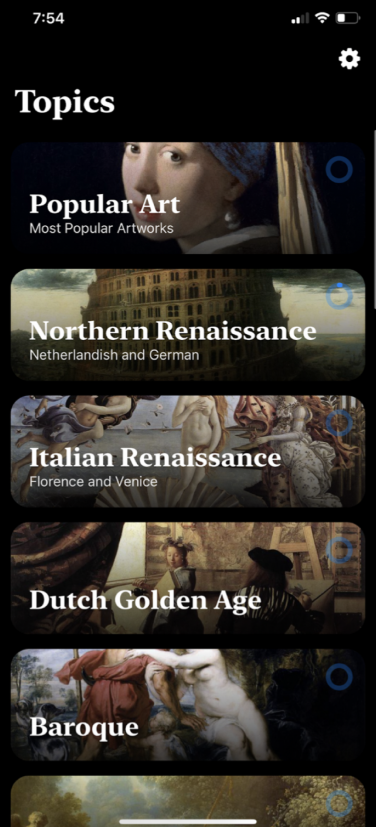 7:54
Topics
Popular Art
Most Popular Artworks
Northern Renaissance
Netherlandish and German
Italian Renaissance
Florence and Venice
Dutch Golden Age
Baroque